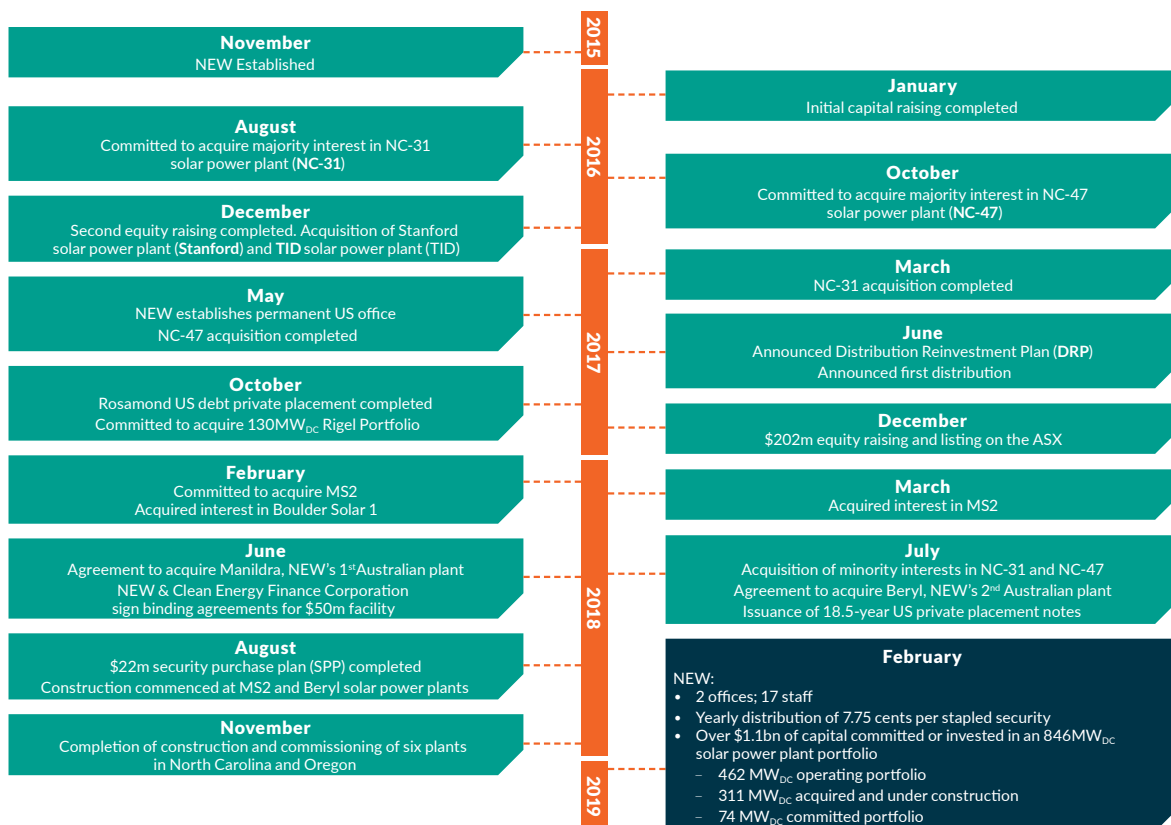 2015
November
NEW Established
2016
January
Initial capital raising completed
August
Committed to acquire majority interest in NC-31
solar power plant (NC-31)
October
Committed to acquire majority interest in NC-47
solar power plant (NC-47)
December
Second equity raising completed. Acquisition of Stanford
solar power plant (Stanford) and TID solar power plant (TID)
2017
March
NC-31 acquisition completed
May
NEW establishes permanent US office
NC-47 acquisition completed
June
Announced Distribution Reinvestment Plan (DRP)
Announced first distribution
October
Rosamond US debt private placement completed
Committed to acquire 130MWDC Rigel Portfolio
December
$202m equity raising and listing on the ASX
2018
February
Committed to acquire MS2
Acquired interest in Boulder Solar 1
March
Acquired interest in MS2
June
Agreement to acquire Manildra, NEW's 1st Australian plant
NEW & Clean Energy Finance Corporation
sign binding agreements for $50m facility
July
Acquisition of minority interests in NC-31 and NC-47
Agreement to acquire Beryl, NEW's 2nd Australian plant
Issuance of 18.5-year US private placement notes
August
$22m security purchase plan (SPP) completed
Construction commenced at MS2 and Beryl solar power plants
November
Completion of construction and commissioning of six plants
in North Carolina and Oregon
2019
February
NEW:
• 2 offices; 17 staff
• Yearly distribution of 7.75 cents per stapled security
• Over $1.1bn of capital committed or invested in an 846MWDC
solar power plant portfolio
– 462 MWDC operating portfolio
– 311 MWDC acquired and under construction
– 74 MWDC committed portfolio